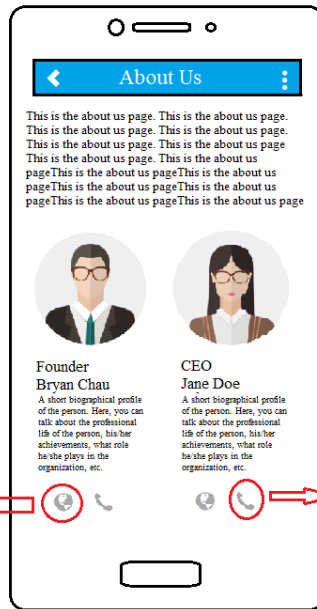 About Us
This is the about us page. This is the about us page.
This is the about us page. This is the about us page.
This is the about us page. This is the about us page
This is the about us page. This is the about us
pageThis is the about us pageThis is the about us
pageThis is the about us pageThis is the about us
pageThis is the about us pageThis is the about us page
Founder
Bryan Chau
A short biographical profile
of the person. Here, you can
talk about the professional
life of the person, his/her
achievements, what role
he/she plays in the
organization, etc.
CEO
Jane Doe
A short biographical profile
of the person. Here, you can
talk about the professional
life of the person, his/her
achievements, what role
he/she plays in the
organization, etc.